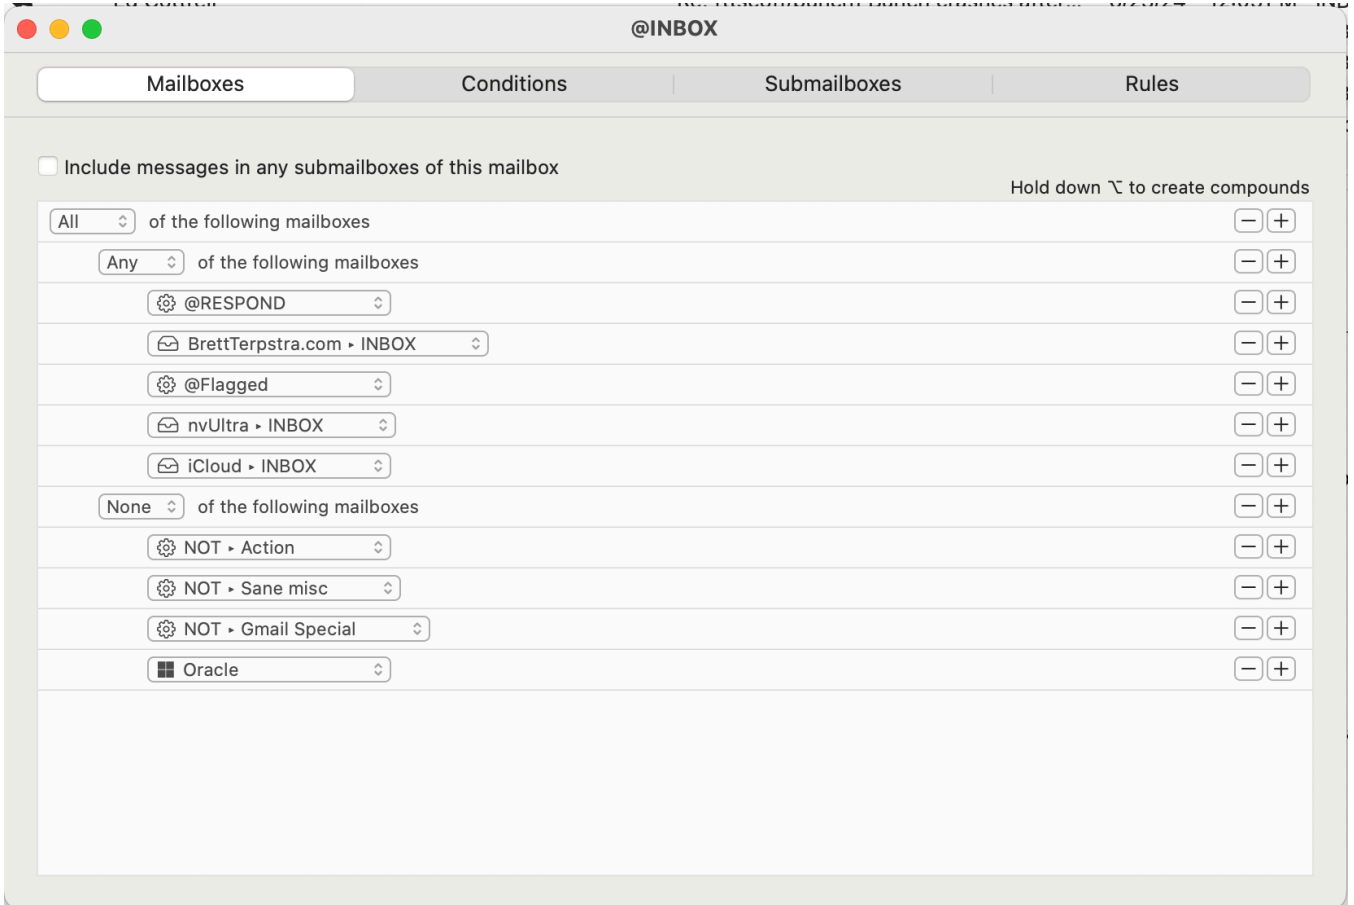 @INBOX
Mailboxes Conditions Submailboxes Rules
Include messages in any submailboxes of this mailbox
Hold down ⌥ to create compounds
All of the following mailboxes
Any of the following mailboxes
@RESPOND
BrettTerpstra.com ▸ INBOX
@Flagged
nvUltra ▸ INBOX
iCloud ▸ INBOX
None of the following mailboxes
NOT ▸ Action
NOT ▸ Sane misc
NOT ▸ Gmail Special
Oracle